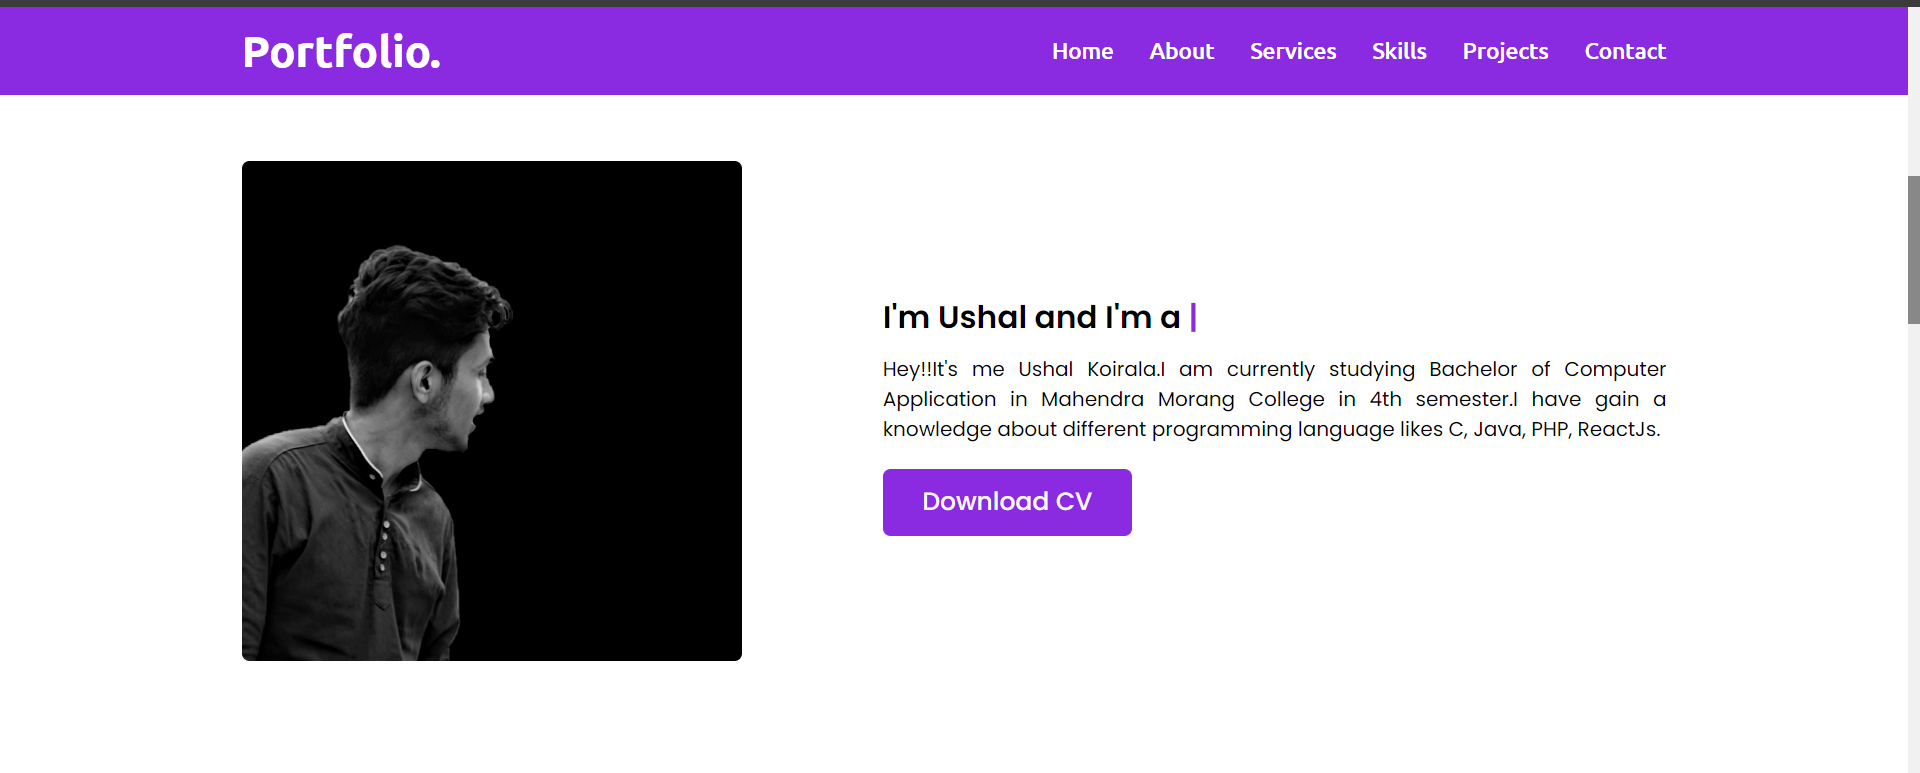 Portfolio.
Home About Services Skills Projects Contact
I'm Ushal and I'm a
Hey!!It's me Ushal Koirala.I am currently studying Bachelor of Computer
Application in Mahendra Morang College in 4th semester.I have gain a
knowledge about different programming language likes C, Java, PHP, ReactJs.
Download CV